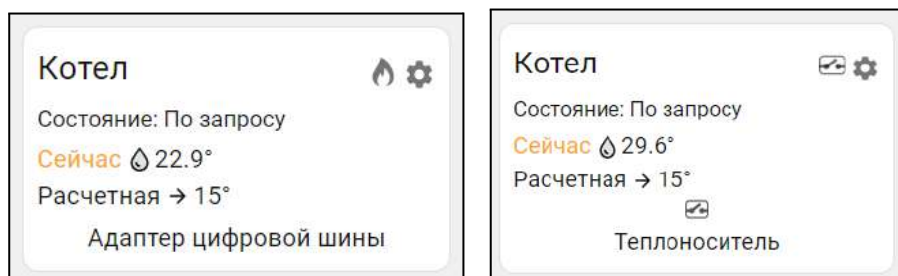 Котел
Состояние: По запросу
Сейчас 22.9°
Расчетная → 15°
Адаптер цифровой шины
Котел
Состояние: По запросу
Сейчас 29.6°
Расчетная → 15°
Теплоноситель